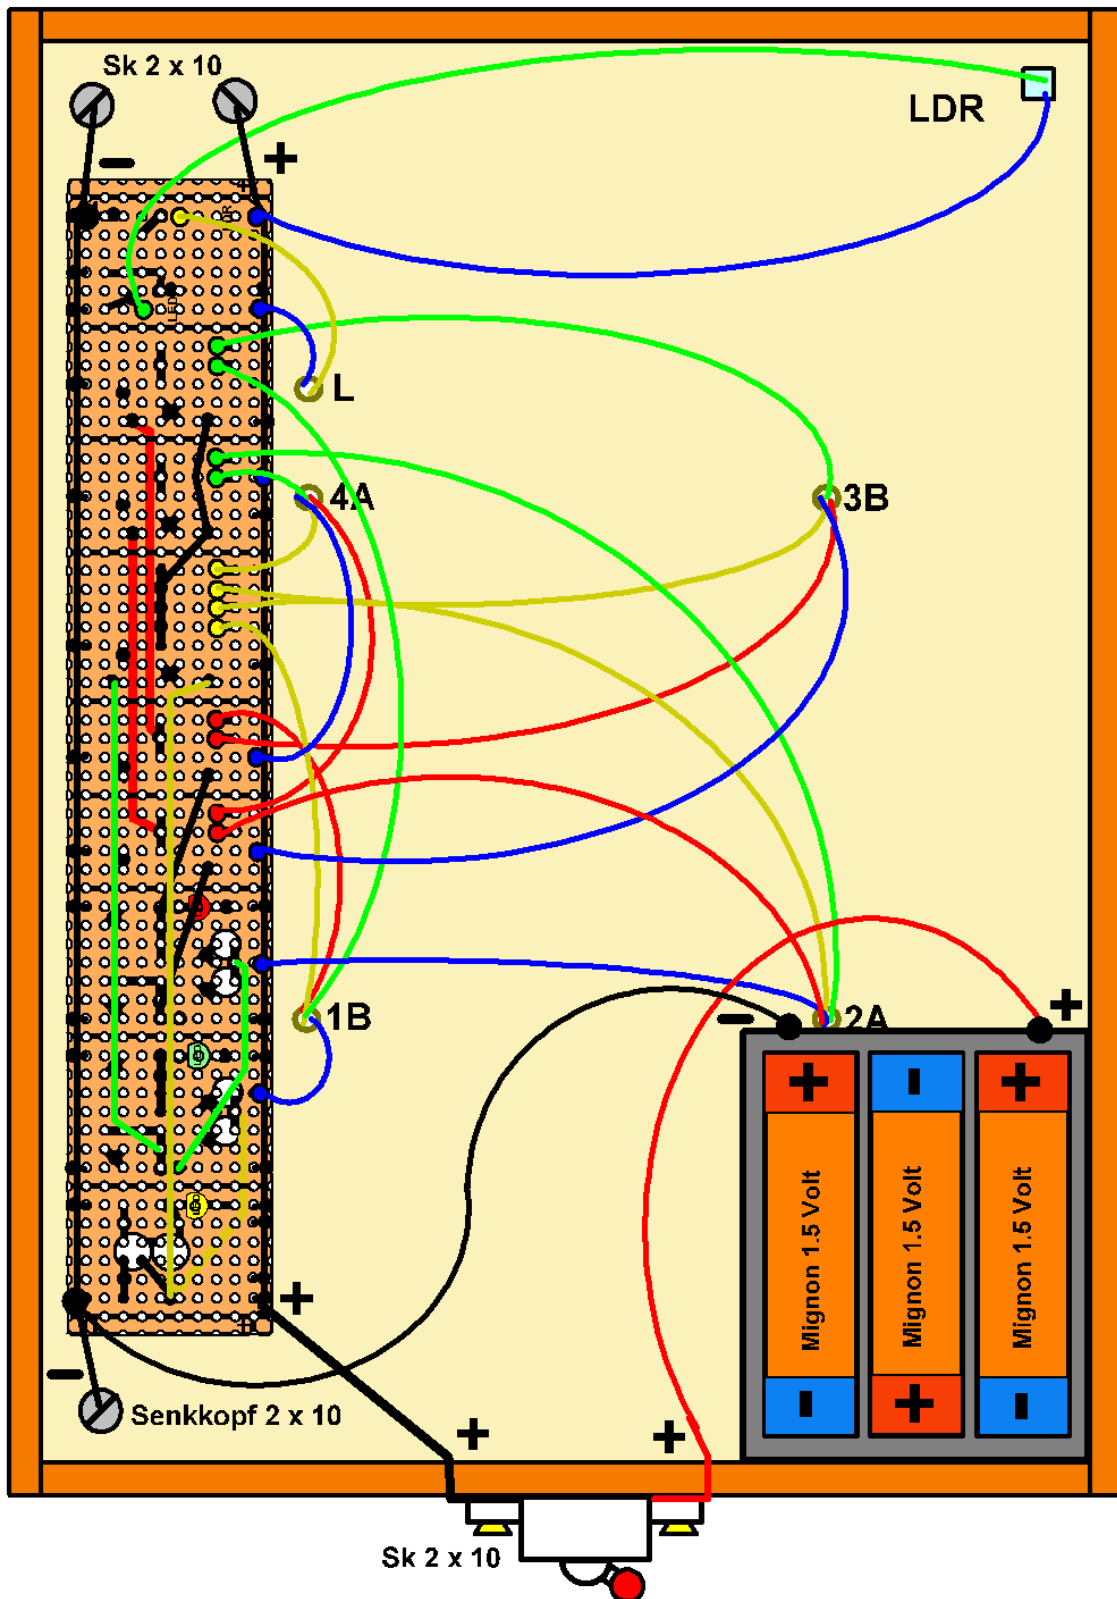 Sk 2 x 10
LDR
- +
L
4A
3B
1B
2A
- +
+ - +
Mignon 1.5 Volt
Mignon 1.5 Volt
Mignon 1.5 Volt
- + -
+
-
Senkkopf 2 x 10
+ +
Sk 2 x 10